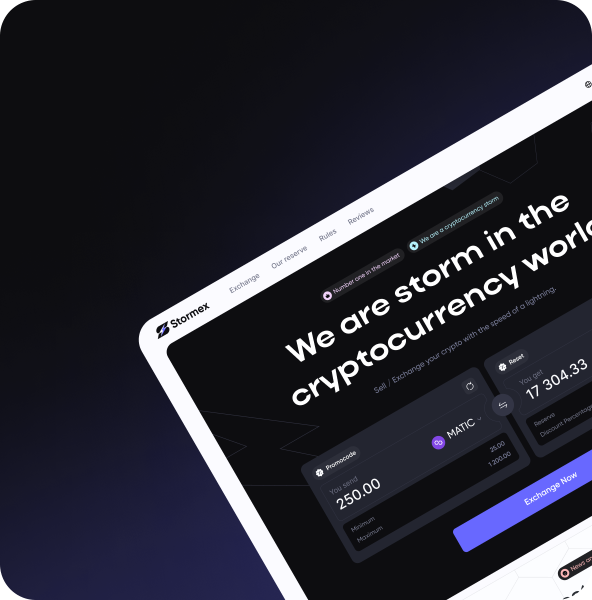 Stormex
Exchange
Our reserve
Rules
Reviews
Number one in the market
We are a cryptocurrency storm
We are storm in the
cryptocurrency world
Sell / Exchange your crypto with the speed of a lightning.
Promocode
You send
250.00
MATIC
Minimum
25.00
Maximum
1 200.00
Reset
You get
17 304.33
Reserve
Discount Percentage
Exchange Now
News